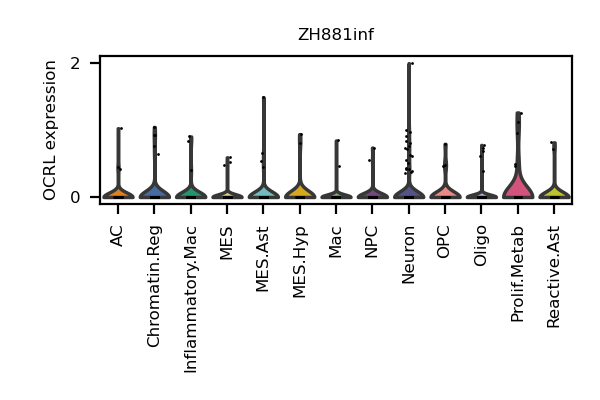 ZH881inf
OCRL expression
2
0
AC
Chromatin.Reg
Inflammatory.Mac
MES
MES.Ast
MES.Hyp
Mac
NPC
Neuron
OPC
Oligo
Prolif.Metab
Reactive.Ast